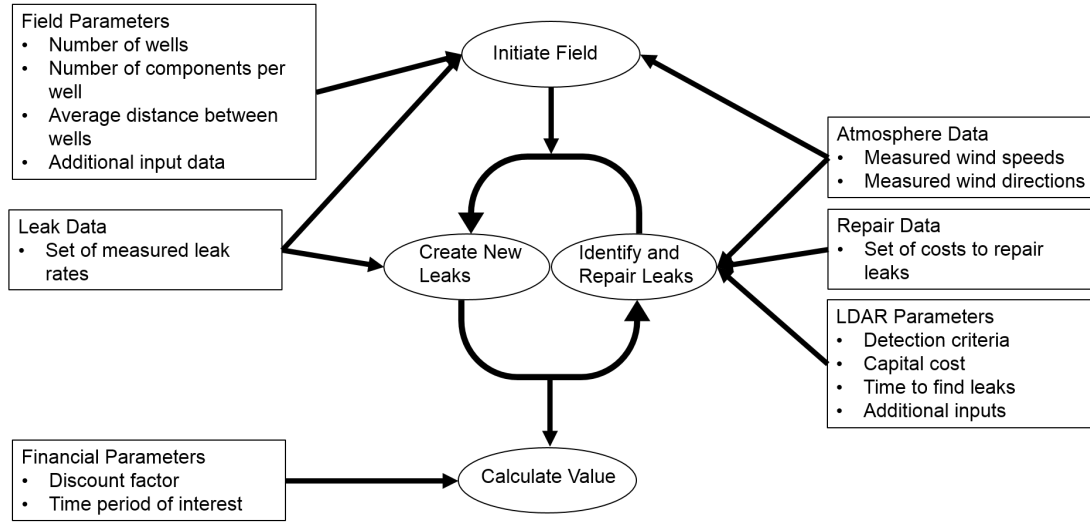 Field Parameters
• Number of wells
• Number of components per
well
• Average distance between
wells
• Additional input data
Initiate Field
Atmosphere Data
• Measured wind speeds
• Measured wind directions
Leak Data
• Set of measured leak
rates
Create New
Leaks
Identify and
Repair Leaks
Repair Data
• Set of costs to repair
leaks
LDAR Parameters
• Detection criteria
• Capital cost
• Time to find leaks
• Additional inputs
Financial Parameters
• Discount factor
• Time period of interest
Calculate Value